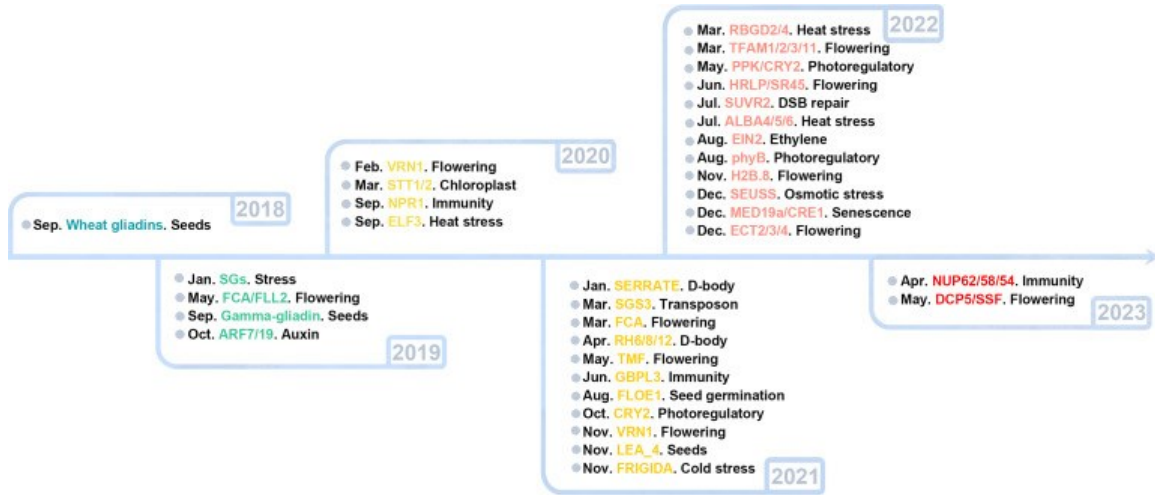 2018
Sep. Wheat gliadins. Seeds
2019
Jan. SGs. Stress
May. FCA/FLL2. Flowering
Sep. Gamma-gliadin. Seeds
Oct. ARF7/19. Auxin
2020
Feb. VRN1. Flowering
Mar. STT1/2. Chloroplast
Sep. NPR1. Immunity
Sep. ELF3. Heat stress
2021
Jan. SERRATE. D-body
Mar. SGS3. Transposon
Mar. FCA. Flowering
Apr. RH6/8/12. D-body
May. TMF. Flowering
Jun. GBPL3. Immunity
Aug. FLOE1. Seed germination
Oct. CRY2. Photoregulatory
Nov. VRN1. Flowering
Nov. LEA_4. Seeds
Nov. FRIGIDA. Cold stress
2022
Mar. RBGD2/4. Heat stress
Mar. TFAM1/2/3/11. Flowering
May. PPK/CRY2. Photoregulatory
Jun. HRLP/SR45. Flowering
Jul. SUVR2. DSB repair
Jul. ALBA4/5/6. Heat stress
Aug. EIN2. Ethylene
Aug. phyB. Photoregulatory
Nov. H2B.8. Flowering
Dec. SEUSS. Osmotic stress
Dec. MED19a/CRE1. Senescence
Dec. ECT2/3/4. Flowering
2023
Apr. NUP62/58/54. Immunity
May. DCP5/SSF. Flowering